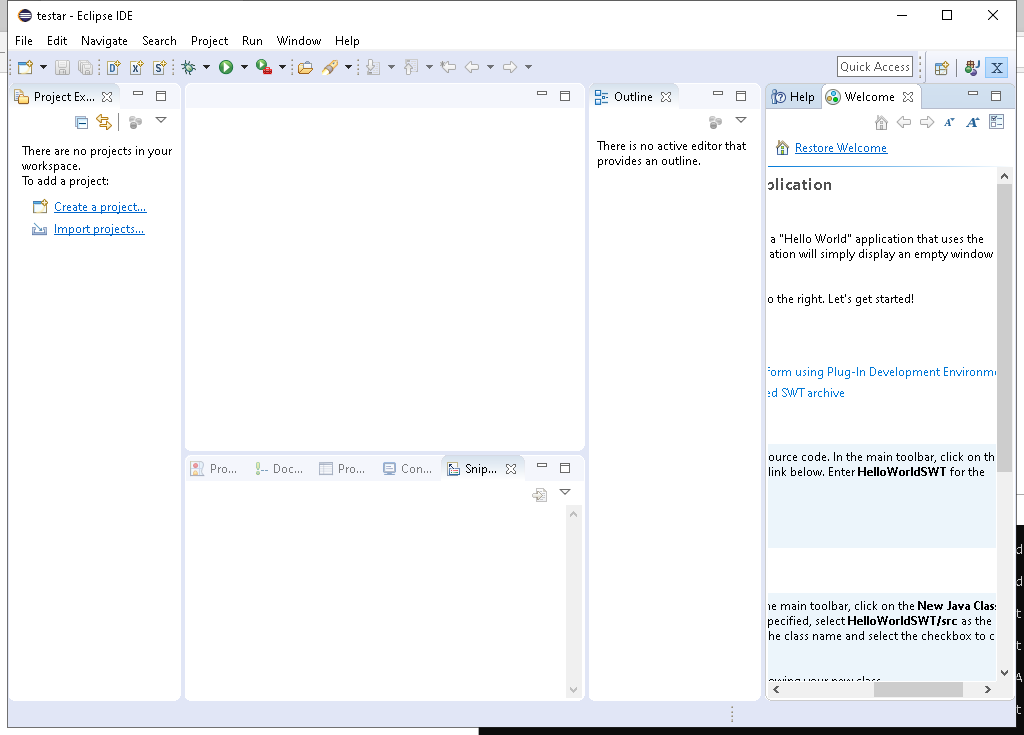 testar - Eclipse IDE
File Edit Navigate Search Project Run Window Help
Quick Access
Project Ex...
There are no projects in your
workspace.
To add a project:
Create a project...
Import projects...
Outline
There is no active editor that
provides an outline.
Help
Welcome
Restore Welcome
plication
a "Hello World" application that uses the
ation will simply display an empty window
o the right. Let's get started!
form using Plug-In Development Environme
ed SWT archive
ource code. In the main toolbar, click on th
link below. Enter HelloWorldSWT for the
he main toolbar, click on the New Java Clas
pecified, select HelloWorldSWT/src as the
he class name and select the checkbox to c
owing your new class
Pro...
Doc...
Pro...
Con...
Snip...